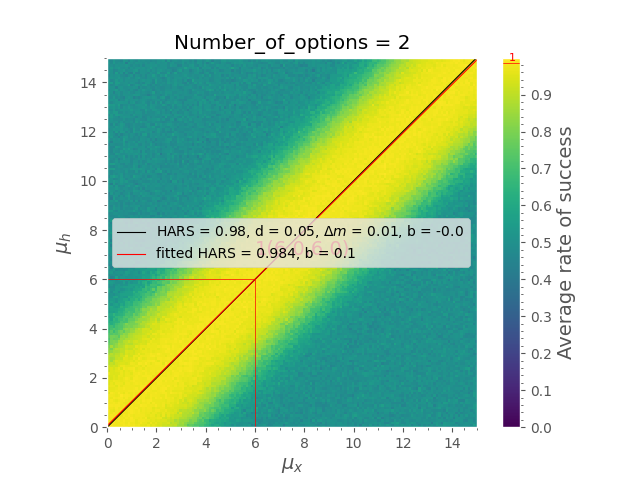 Number_of_options = 2
1
14
12
10
8
6
4
2
0
μh
HARS = 0.98, d = 0.05, Δm = 0.01, b = -0.0
fitted HARS = 0.984, b = 0.1
0 2 4 6 8 10 12 14
μx
0.9
0.8
0.7
0.6
0.5
0.4
0.3
0.2
0.1
0.0
Average rate of success